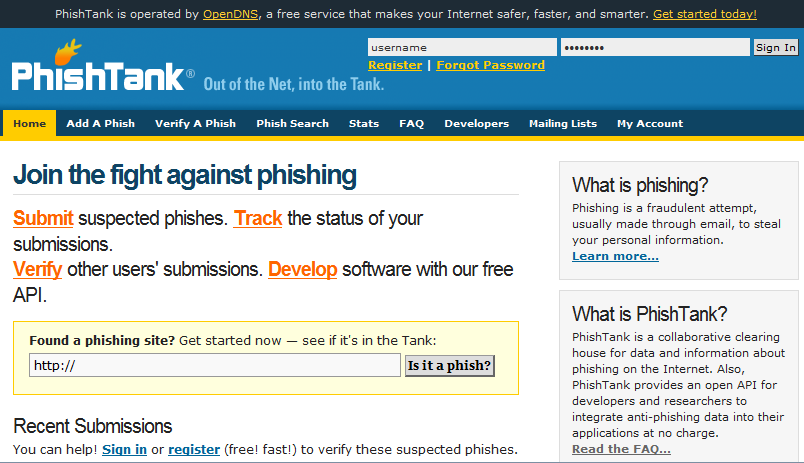 PhishTank is operated by OpenDNS, a free service that makes your Internet safer, faster, and smarter. Get started today!
username
••••••••
Sign In
Register | Forgot Password
PhishTank® Out of the Net, into the Tank.
Home Add A Phish Verify A Phish Phish Search Stats FAQ Developers Mailing Lists My Account
Join the fight against phishing
Submit suspected phishes. Track the status of your
submissions.
Verify other users' submissions. Develop software with our free
API.
Found a phishing site? Get started now — see if it's in the Tank:
http://
Is it a phish?
Recent Submissions
You can help! Sign in or register (free! fast!) to verify these suspected phishes.
What is phishing?
Phishing is a fraudulent attempt,
usually made through email, to steal
your personal information.
Learn more...
What is PhishTank?
PhishTank is a collaborative clearing
house for data and information about
phishing on the Internet. Also,
PhishTank provides an open API for
developers and researchers to
integrate anti-phishing data into their
applications at no charge.
Read the FAQ...